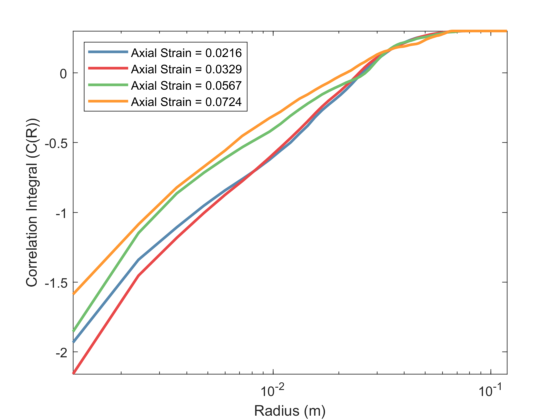 Axial Strain = 0.0216
Axial Strain = 0.0329
Axial Strain = 0.0567
Axial Strain = 0.0724
0
-0.5
-1
-1.5
-2
Correlation Integral (C(R))
10-2
10-1
Radius (m)